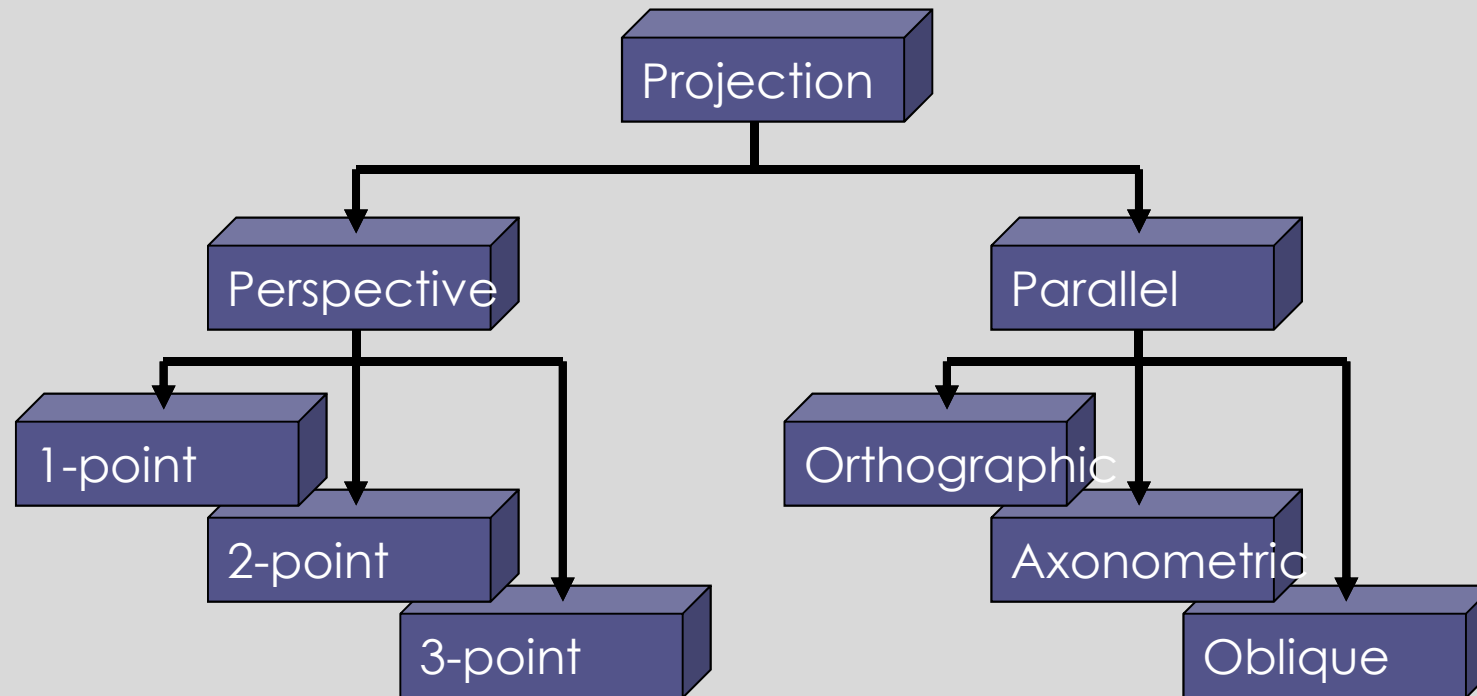 Projection
Perspective
Parallel
1-point
Orthographic
2-point
Axonometric
3-point
Oblique